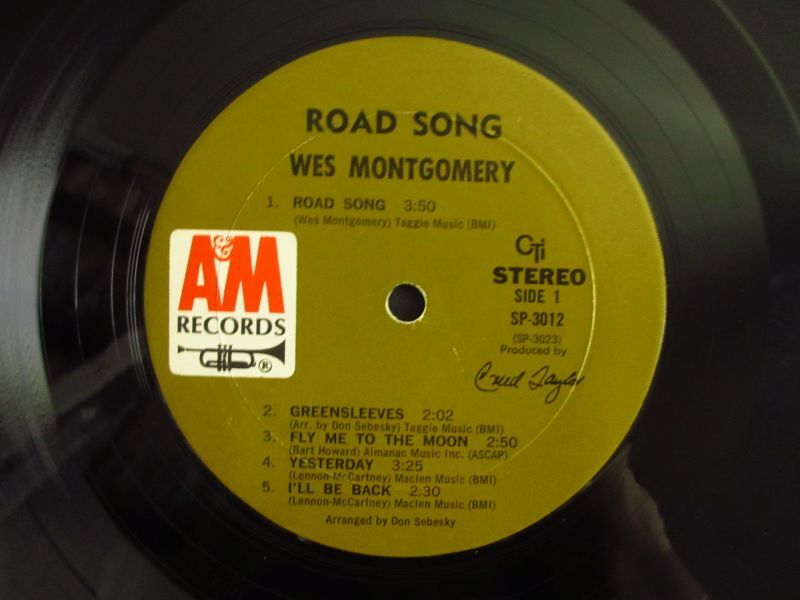 ROAD SONG
WES MONTGOMERY
1. ROAD SONG 3:50
(Wes Montgomery) Taggie Music (BMI)
A&M
RECORDS
®
CTi
STEREO
SIDE 1
SP-3012
(SP-3023)
Produced by
Creed Taylor
2. GREENSLEEVES 2:02
(Arr. by Don Sebesky) Taggie Music (BMI)
3. FLY ME TO THE MOON 2:50
(Bart Howard) Almanac Music Inc. (ASCAP)
4. YESTERDAY 3:25
(Lennon-McCartney) Maclen Music (BMI)
5. I'LL BE BACK 2:30
(Lennon-McCartney) Maclen Music (BMI)
Arranged by Don Sebesky